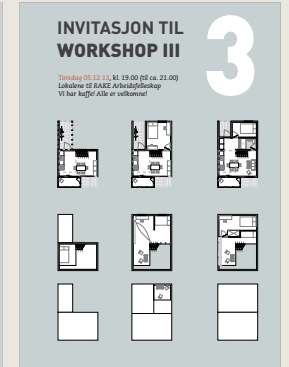 INVITASJON TIL
WORKSHOP III
3
Torsdag 05.12.13, kl. 19.00 (til ca. 21.00)
Lokalene til RAKE Arbeidsfelleskap
Vi har kaffe! Alle er velkomne!